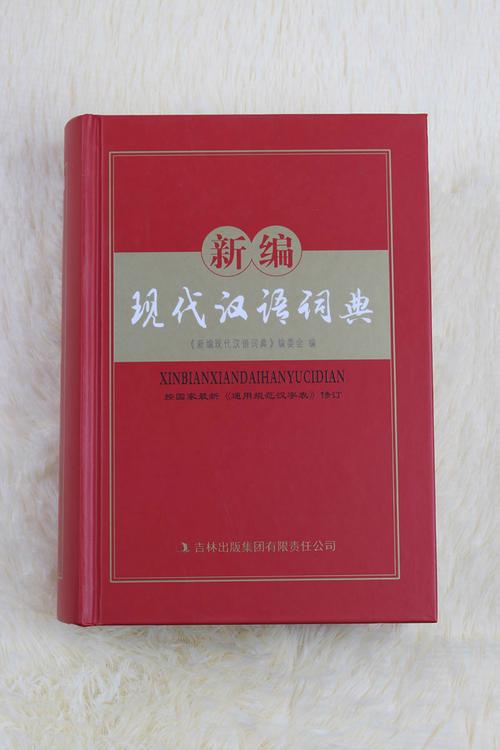 新编
现代汉语词典
《新编现代汉语词典》编委会 编
XINBIANXIANDAIHANYUCIDIAN
按国家最新《通用规范汉字表》修订
吉林出版集团有限责任公司